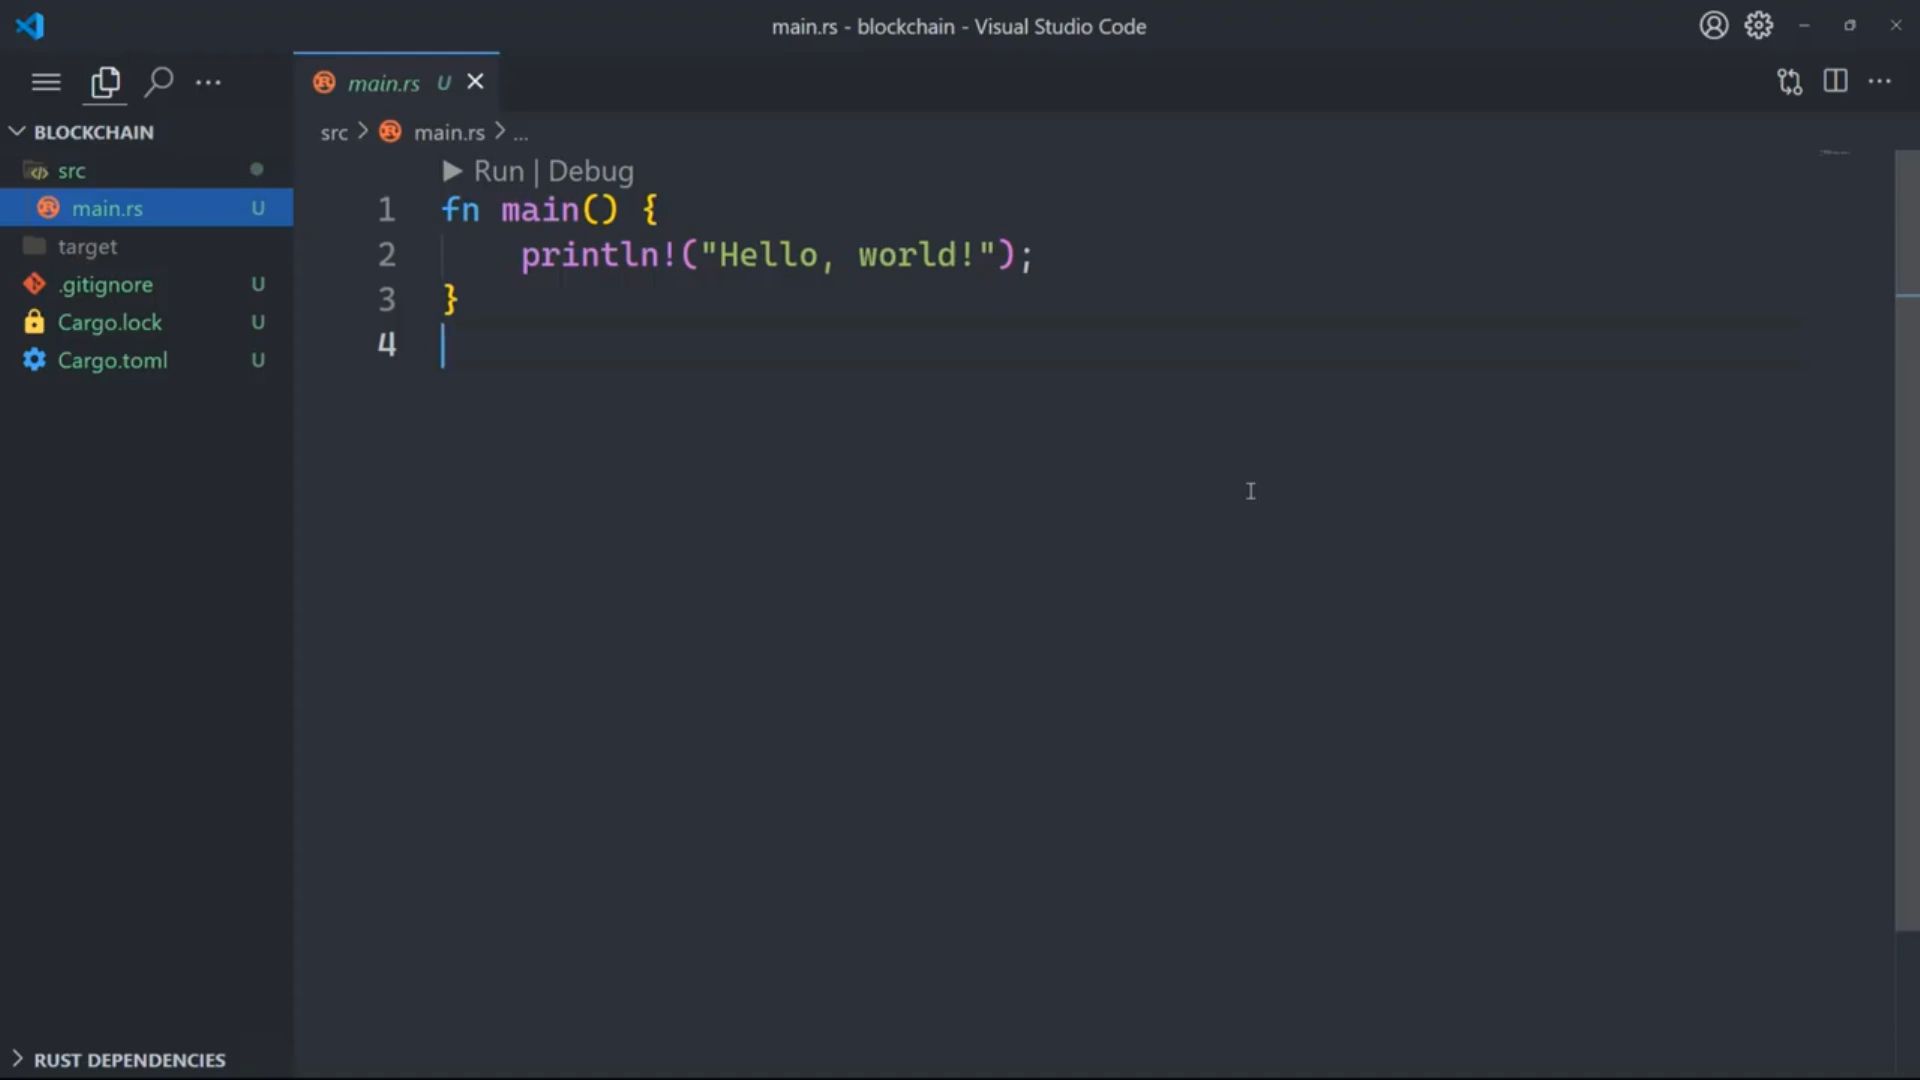 main.rs - blockchain - Visual Studio Code
main.rs U
BLOCKCHAIN
src
main.rs U
target
.gitignore U
Cargo.lock U
Cargo.toml U
RUST DEPENDENCIES
src > main.rs > ...
Run | Debug
1 fn main() {
2     println!("Hello, world!");
3 }
4